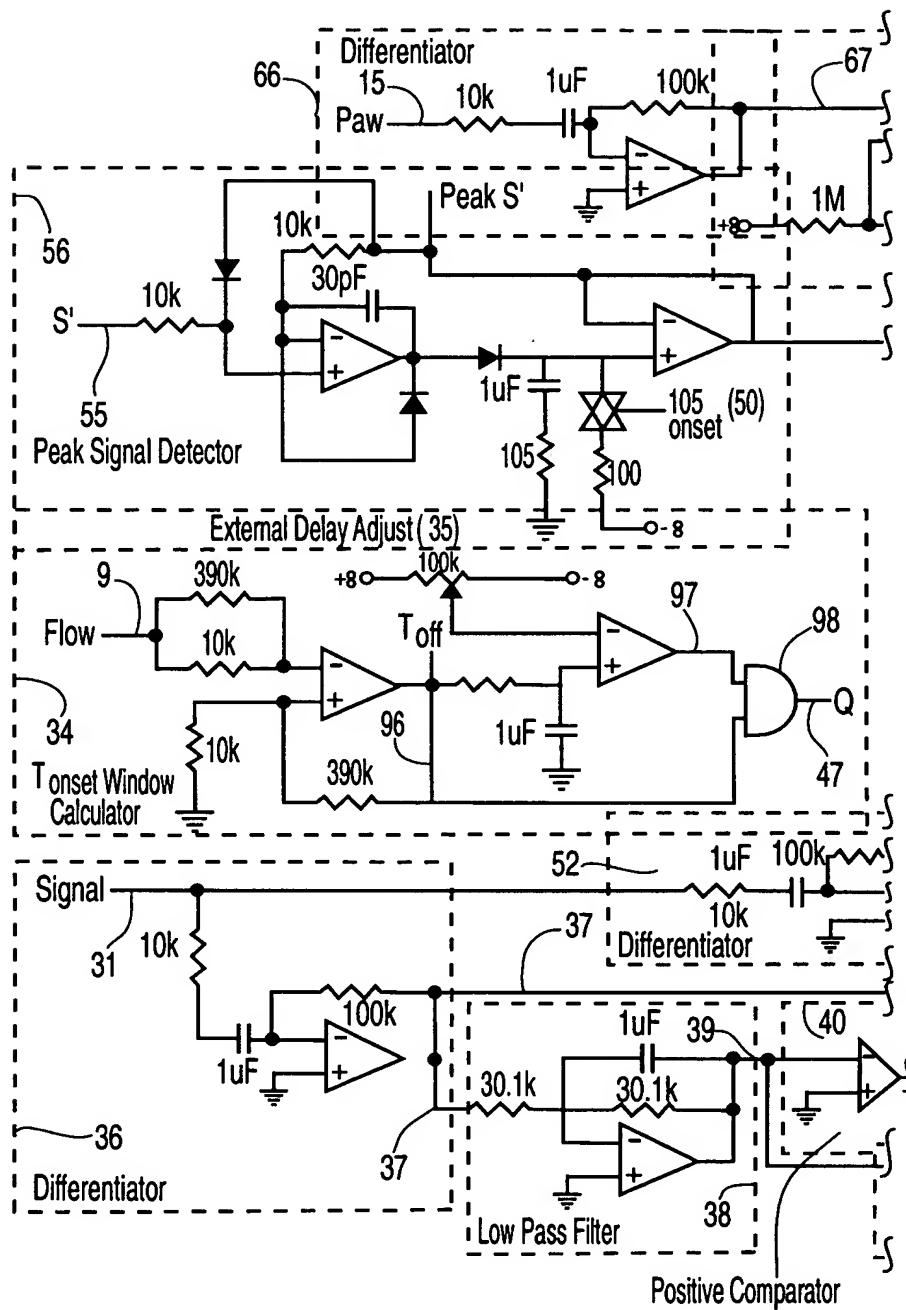 Differentiator
66
15
1uF
100k
67
Paw
10k
Peak S'
1M
+8
56
10k
30pF
10k
S'
55
Peak Signal Detector
-
+
1uF
105
105 (50)
onset
100
-8
External Delay Adjust (35)
9
390k
+8
100k
-8
97
98
Flow
10k
Toff
Q
47
34
10k
96
1uF
390k
Tonset Window
Calculator
52
1uF
100k
Signal
31
10k
10k
Differentiator
37
100k
1uF
1uF
39
40
30.1k
30.1k
36
37
Differentiator
Low Pass Filter
38
Positive Comparator